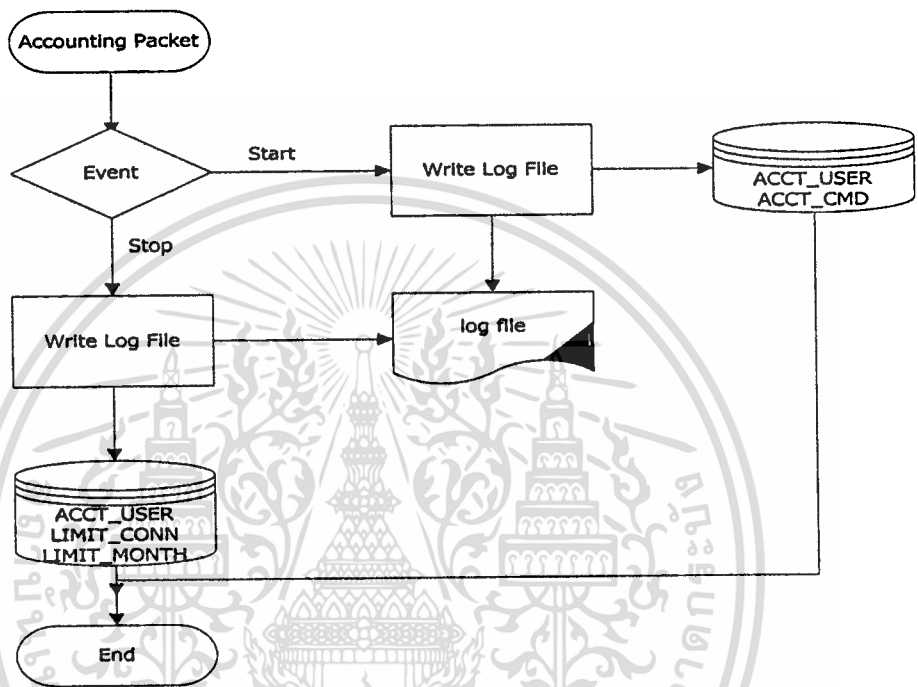 Accounting Packet
Event
Start
Write Log File
ACCT_USER
ACCT_CMD
Stop
Write Log File
log file
ACCT_USER
LIMIT_CONN
LIMIT_MONTH
End